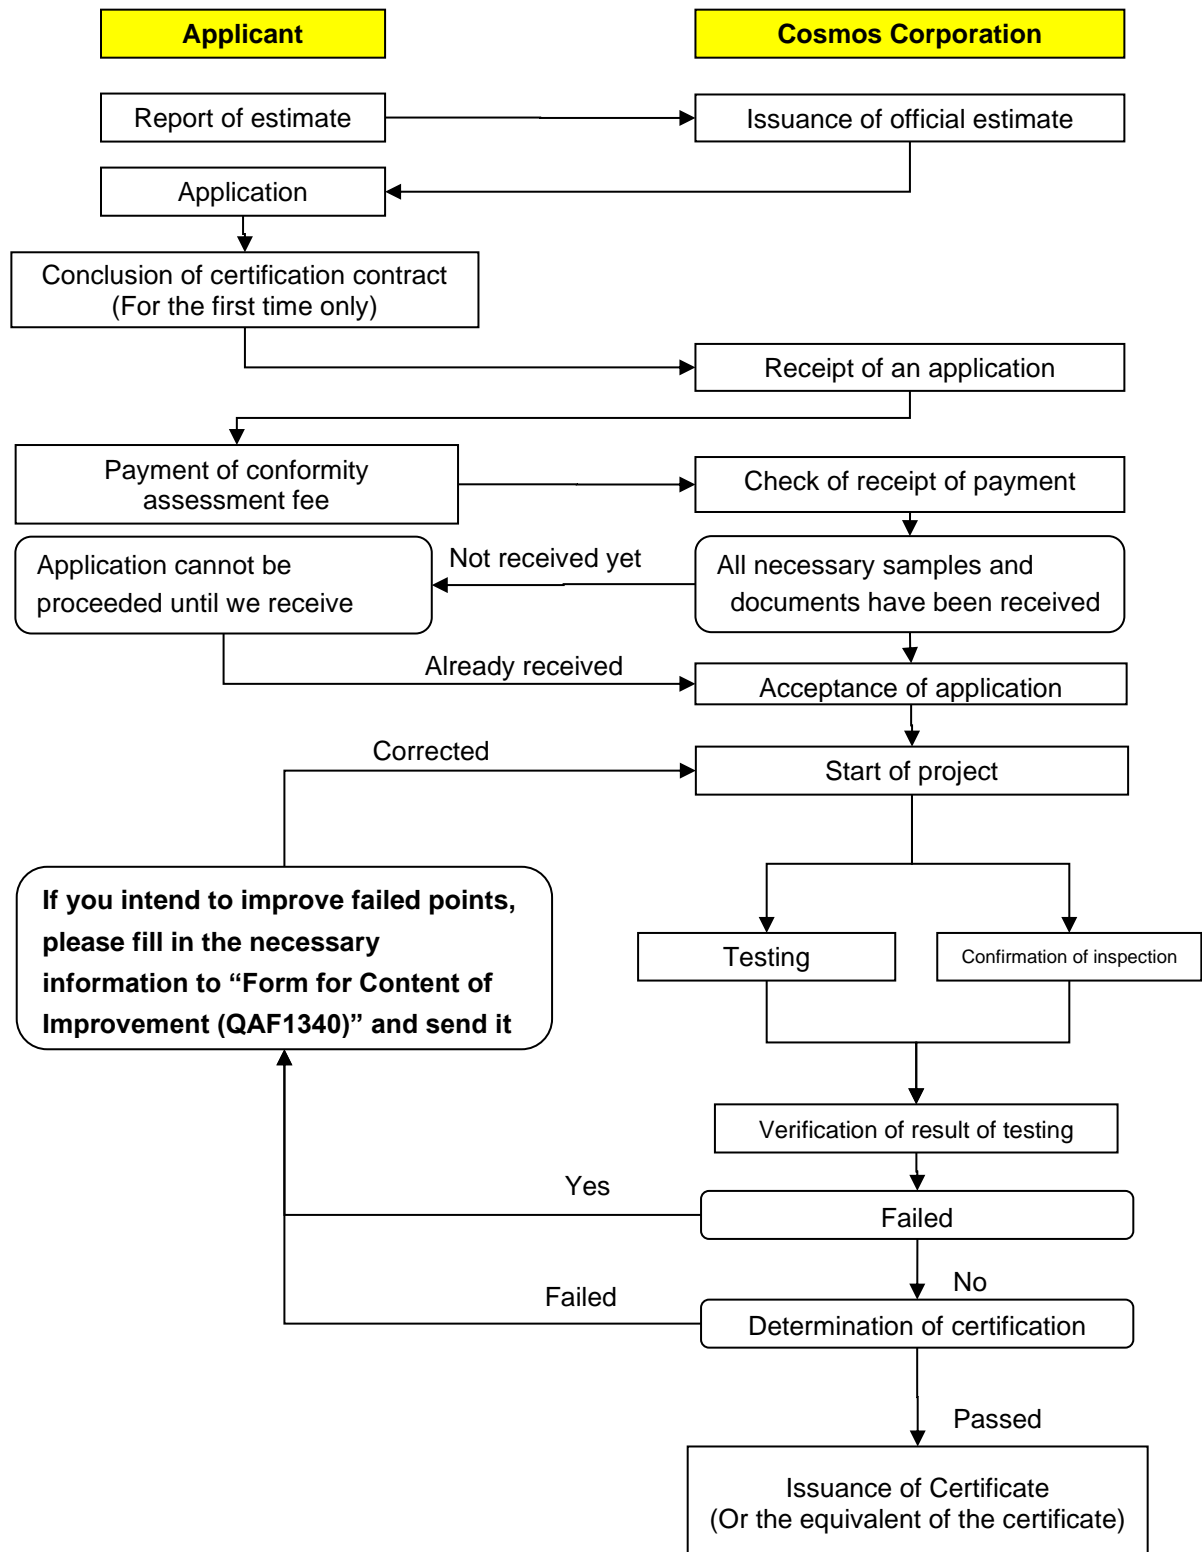 Applicant
Cosmos Corporation
Report of estimate
Issuance of official estimate
Application
Conclusion of certification contract
(For the first time only)
Receipt of an application
Payment of conformity
assessment fee
Check of receipt of payment
Application cannot be
proceeded until we receive
Not received yet
All necessary samples and
documents have been received
Already received
Acceptance of application
Corrected
Start of project
If you intend to improve failed points,
please fill in the necessary
information to “Form for Content of
Improvement (QAF1340)” and send it
Testing
Confirmation of inspection
Verification of result of testing
Yes
Failed
No
Failed
Determination of certification
Passed
Issuance of Certificate
(Or the equivalent of the certificate)